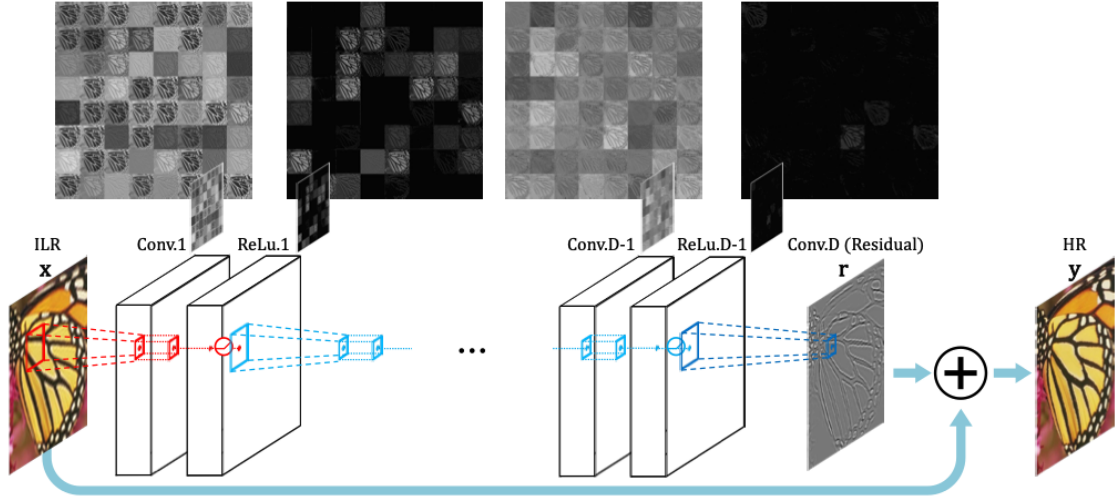 ILR
x
Conv.1
ReLu.1
...
Conv.D-1
ReLU.D-1
Conv.D (Residual)
r
HR
y